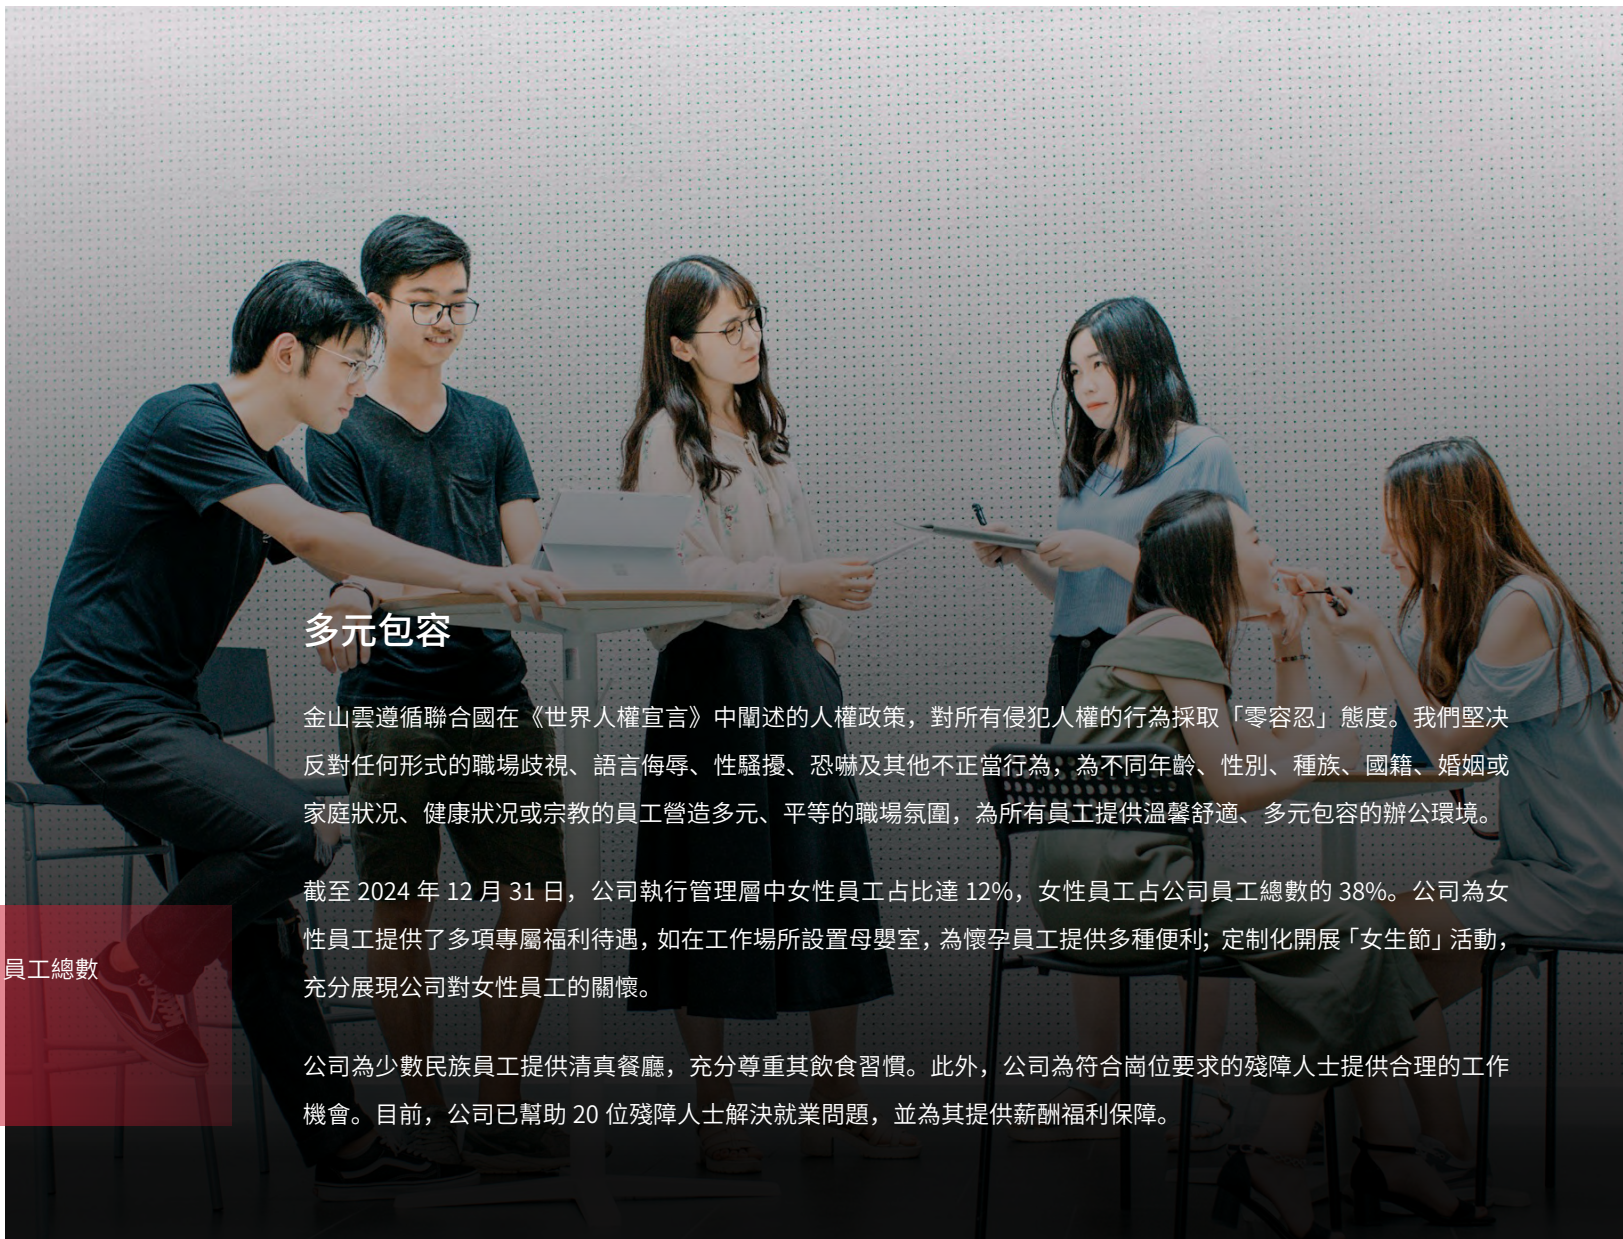 多元包容
金山雲遵循聯合國在《世界人權宣言》中闡述的人權政策，對所有侵犯人權的行為採取「零容忍」態度。我們堅決
反對任何形式的職場歧視、語言侮辱、性騷擾、恐嚇及其他不正當行為，為不同年齡、性別、種族、國籍、婚姻或
家庭狀況、健康狀況或宗教的員工營造多元、平等的職場氛圍，為所有員工提供溫馨舒適、多元包容的辦公環境。
截至 2024 年 12 月 31 日，公司執行管理層中女性員工占比達 12%，女性員工占公司員工總數的 38%。公司為女
性員工提供了多項專屬福利待遇，如在工作場所設置母嬰室，為懷孕員工提供多種便利；定制化開展「女生節」活動，
充分展現公司對女性員工的關懷。
員工總數
公司為少數民族員工提供清真餐廳，充分尊重其飲食習慣。此外，公司為符合崗位要求的殘障人士提供合理的工作
機會。目前，公司已幫助 20 位殘障人士解決就業問題，並為其提供薪酬福利保障。